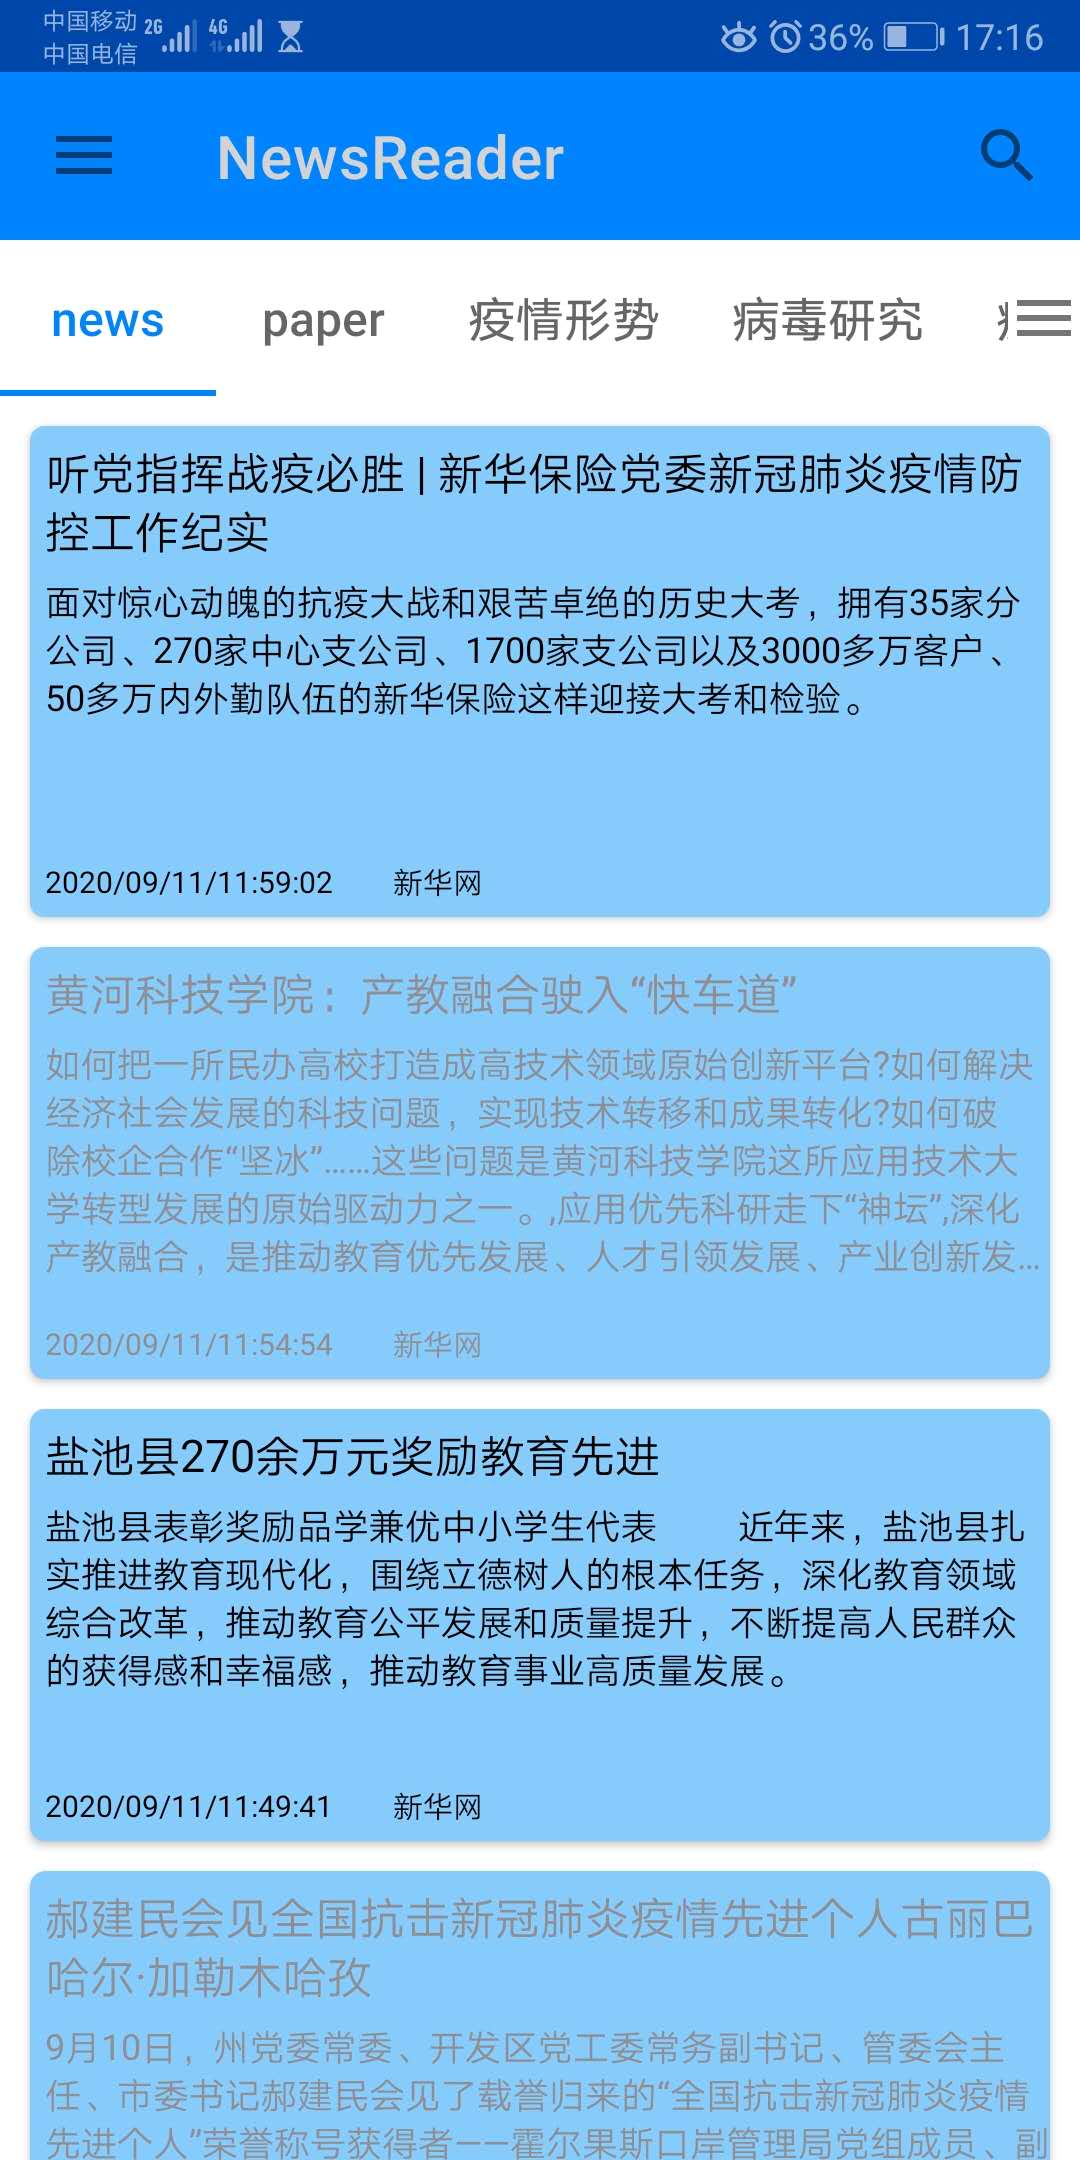 中国移动 2G 4G 36% 17:16
中国电信
NewsReader
news paper 疫情形势 病毒研究
听党指挥战疫必胜 | 新华保险党委新冠肺炎疫情防
控工作纪实
面对惊心动魄的抗疫大战和艰苦卓绝的历史大考，拥有35家分
公司、270家中心支公司、1700家支公司以及3000多万客户、
50多万内外勤队伍的新华保险这样迎接大考和检验。
2020/09/11/11:59:02 新华网
黄河科技学院：产教融合驶入“快车道”
如何把一所民办高校打造成高技术领域原始创新平台?如何解决
经济社会发展的科技问题，实现技术转移和成果转化?如何破
除校企合作“坚冰”……这些问题是黄河科技学院这所应用技术大
学转型发展的原始驱动力之一。,应用优先科研走下“神坛”,深化
产教融合，是推动教育优先发展、人才引领发展、产业创新发...
2020/09/11/11:54:54 新华网
盐池县270余万元奖励教育先进
盐池县表彰奖励品学兼优中小学生代表 近年来，盐池县扎
实推进教育现代化，围绕立德树人的根本任务，深化教育领域
综合改革，推动教育公平发展和质量提升，不断提高人民群众
的获得感和幸福感，推动教育事业高质量发展。
2020/09/11/11:49:41 新华网
郝建民会见全国抗击新冠肺炎疫情先进个人古丽巴
哈尔·加勒木哈孜
9月10日，州党委常委、开发区党工委常务副书记、管委会主
任、市委书记郝建民会见了载誉归来的“全国抗击新冠肺炎疫情
先进个人”荣誉称号获得者——霍尔果斯口岸管理局党组成员、副